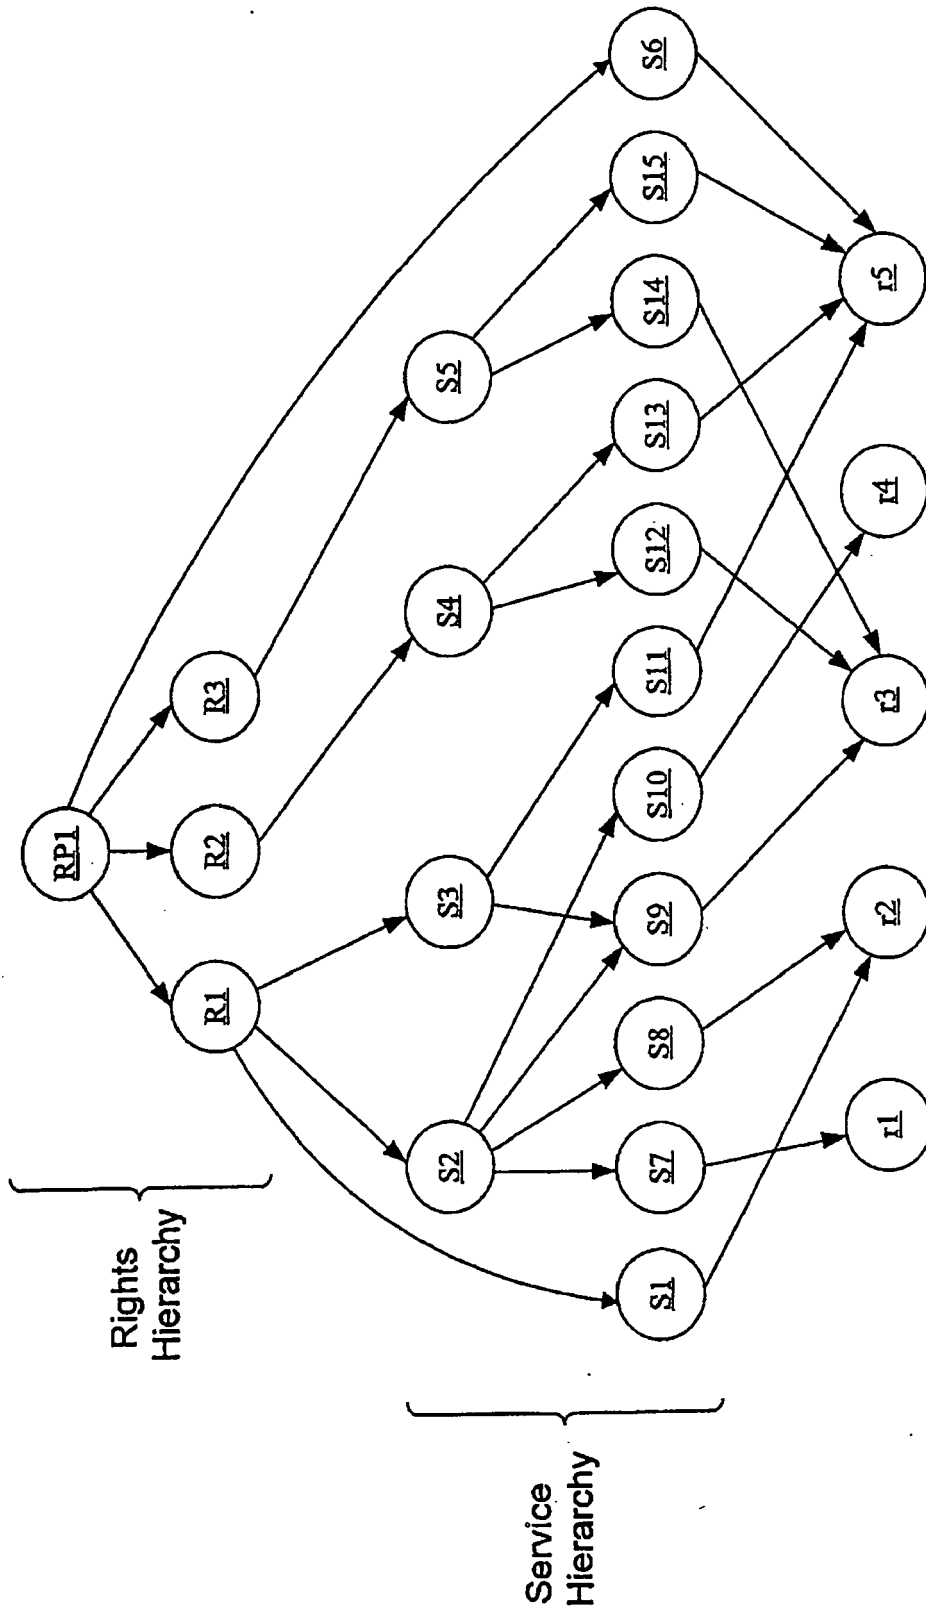 RP1
R1
R2
R3
Rights
Hierarchy
S2
S3
S4
S5
S1
S7
S8
S9
S10
S11
S12
S13
S14
S15
S6
Service
Hierarchy
r1
r2
r3
r4
r5